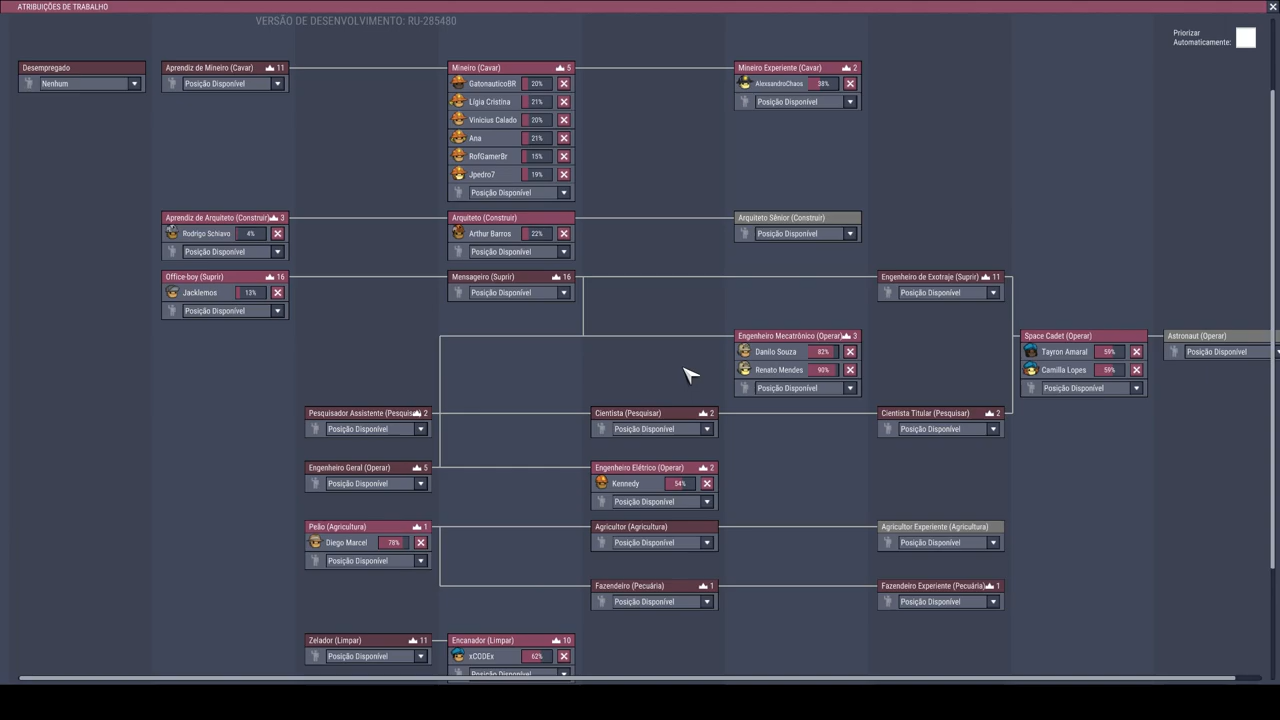 ATRIBUIÇÕES DE TRABALHO
VERSÃO DE DESENVOLVIMENTO: RU-285480
Priorizar
Automaticamente:
Desempregado
Nenhum
Aprendiz de Mineiro (Cavar) 11
Posição Disponível
Mineiro (Cavar) 5
GatonauticoBR 20%
Lígia Cristina 21%
Vinicius Calado 20%
Ana 21%
RofGamerBr 15%
Jpedro7 19%
Posição Disponível
Mineiro Experiente (Cavar) 2
AlexsandroChaos 38%
Posição Disponível
Aprendiz de Arquiteto (Construir) 3
Rodrigo Schiavo 4%
Posição Disponível
Arquiteto (Construir)
Arthur Barros 22%
Posição Disponível
Arquiteto Sênior (Construir)
Posição Disponível
Office-boy (Suprir) 16
Jacklemos 13%
Posição Disponível
Mensageiro (Suprir) 16
Posição Disponível
Engenheiro de Exotraje (Suprir) 11
Posição Disponível
Engenheiro Mecatrônico (Operar) 3
Danilo Souza 82%
Renato Mendes 90%
Posição Disponível
Space Cadet (Operar)
Tayron Amaral 59%
Camilla Lopes 59%
Posição Disponível
Astronaut (Operar)
Posição Disponível
Pesquisador Assistente (Pesquis 2
Posição Disponível
Cientista (Pesquisar) 2
Posição Disponível
Cientista Titular (Pesquisar) 2
Posição Disponível
Engenheiro Geral (Operar) 5
Posição Disponível
Engenheiro Elétrico (Operar) 2
Kennedy 54%
Posição Disponível
Peão (Agricultura) 1
Diego Marcel 78%
Posição Disponível
Agricultor (Agricultura)
Posição Disponível
Agricultor Experiente (Agricultura)
Posição Disponível
Fazendeiro (Pecuária) 1
Posição Disponível
Fazendeiro Experiente (Pecuária) 1
Posição Disponível
Zelador (Limpar) 11
Posição Disponível
Encanador (Limpar) 10
xCODEx 62%
Posição Disponível